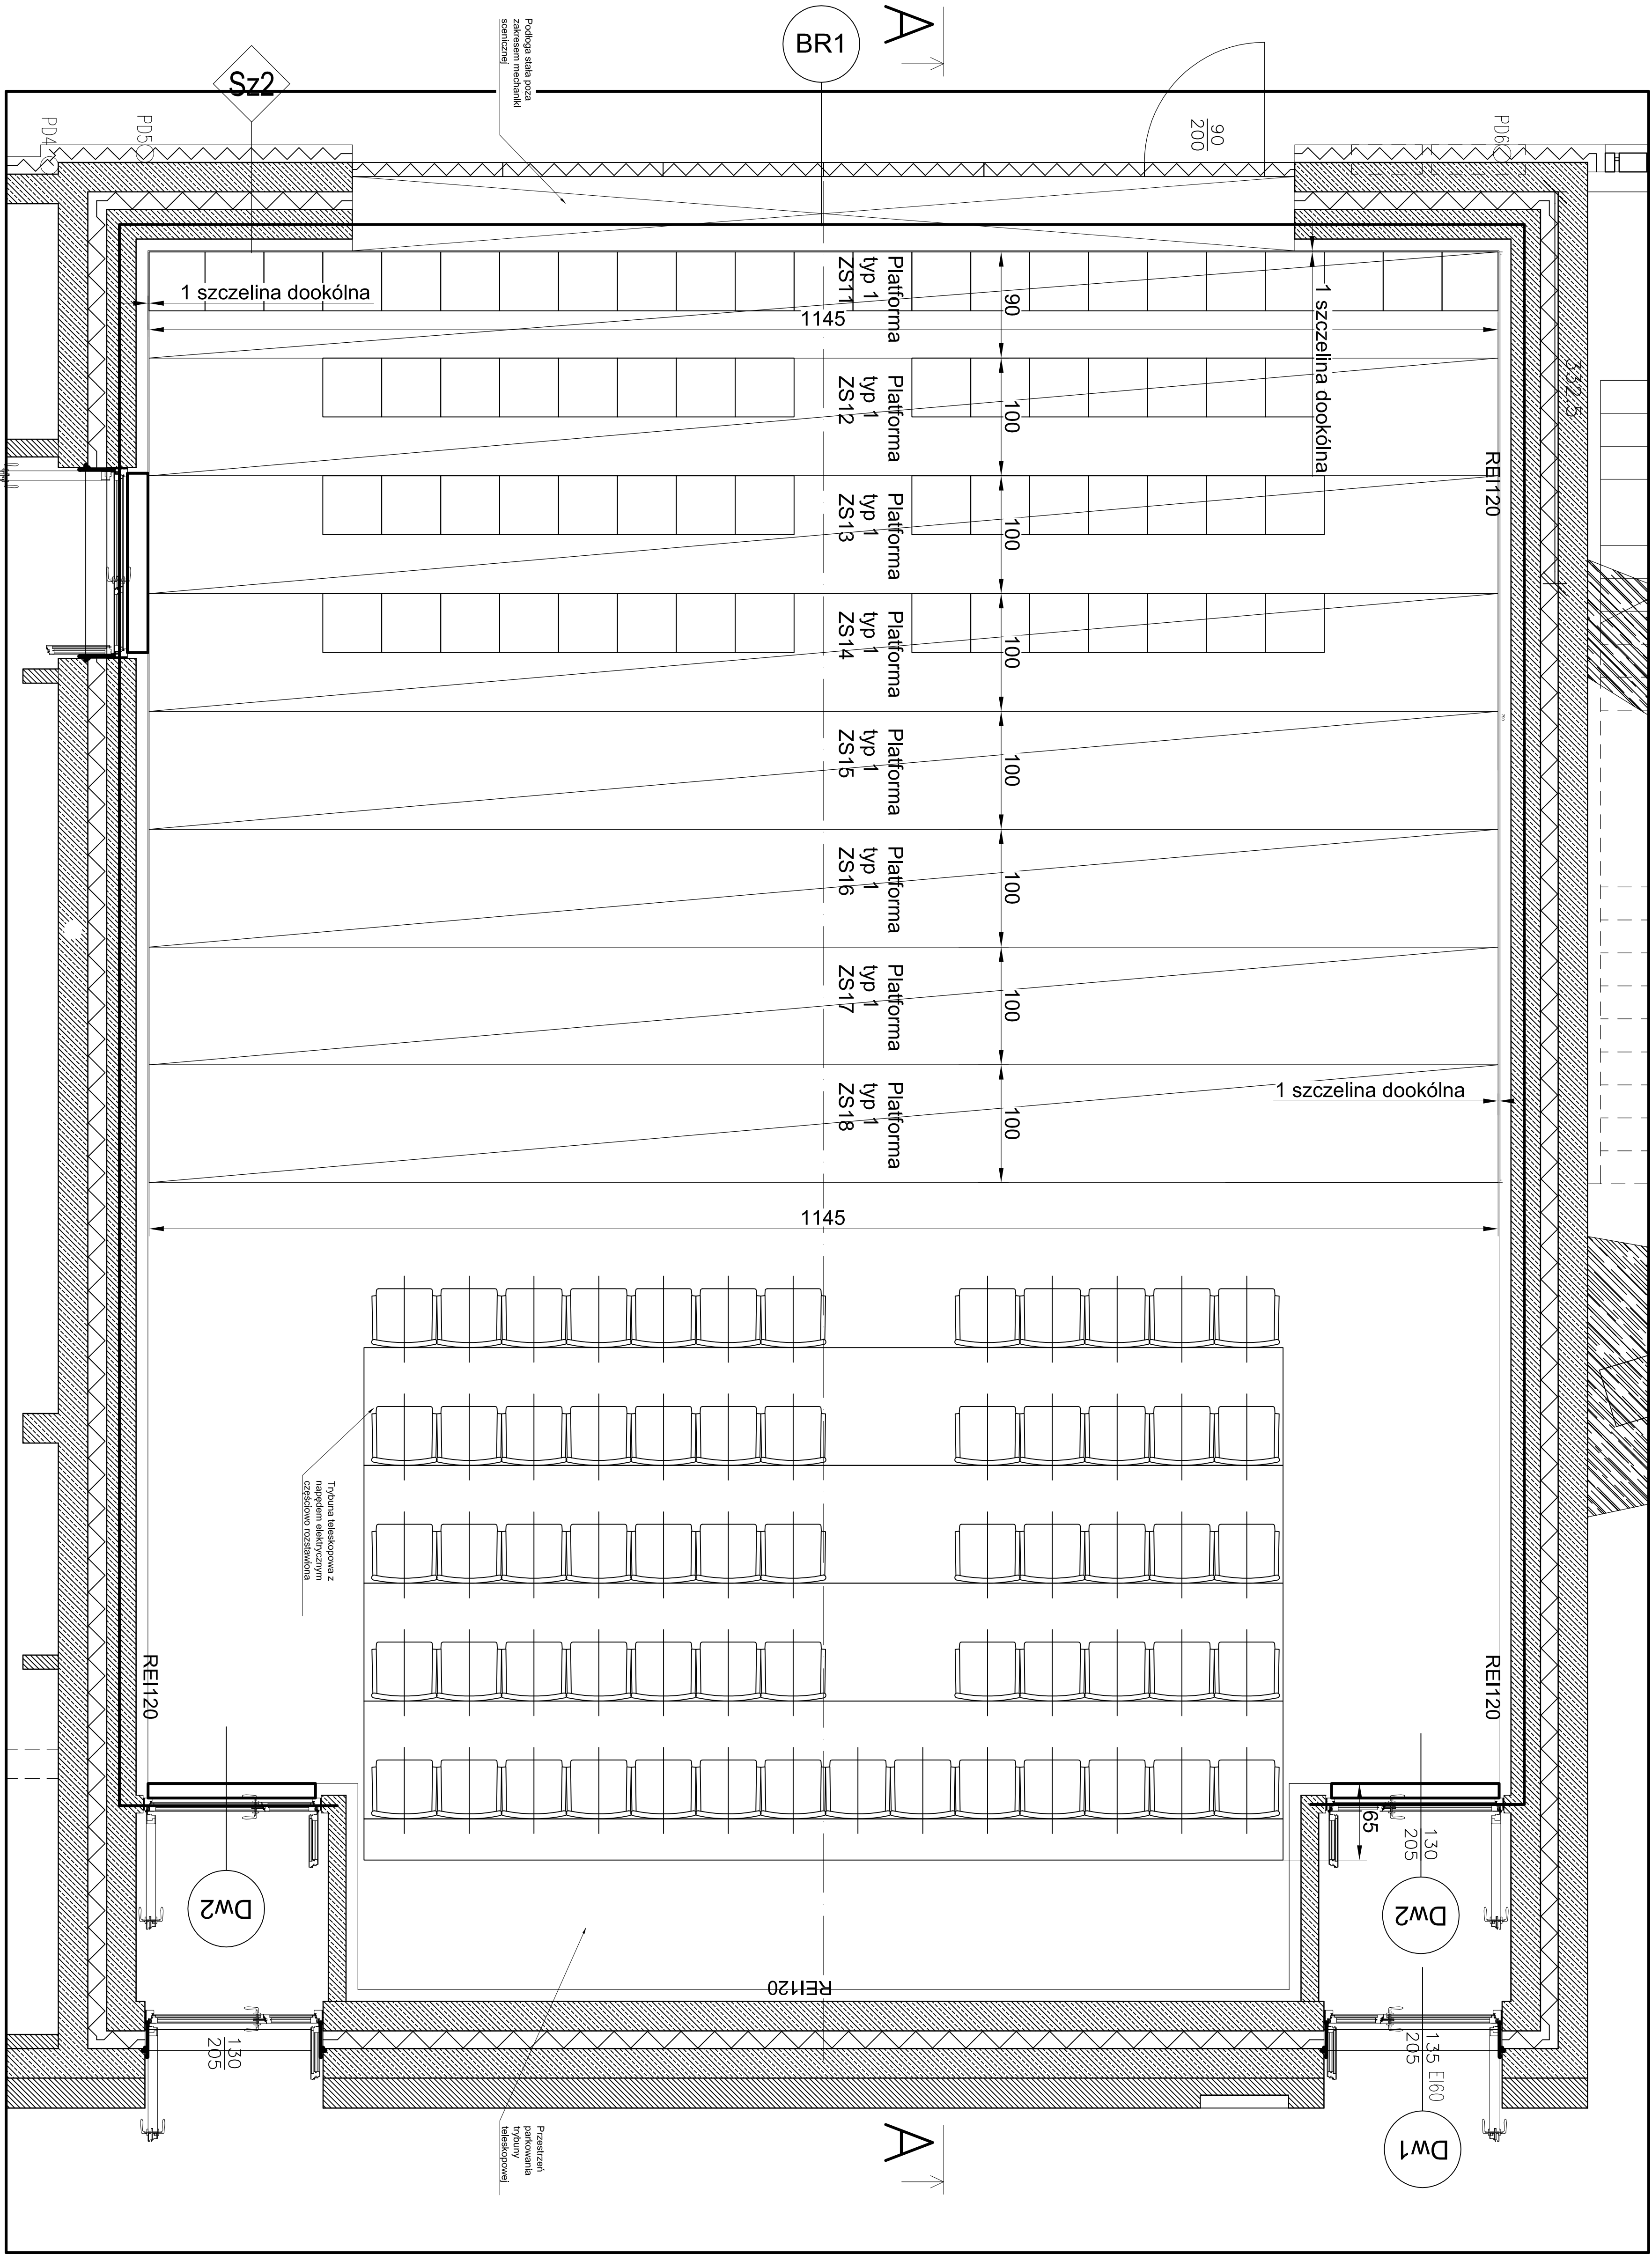 A
BR1
Podłoga stała poza
zakresem mechaniki
scenicznej
Sz2
PD4
PD5
90
200
PD6
3325
1 szczelina dookólna
1145
Platforma
typ 1
ZS11
90
1 szczelina dookólna
Platforma
typ 1
ZS12
100
REI120
Platforma
typ 1
ZS13
100
Platforma
typ 1
ZS14
100
Platforma
typ 1
ZS15
100
Platforma
typ 1
ZS16
100
Platforma
typ 1
ZS17
100
Platforma
typ 1
ZS18
100
1 szczelina dookólna
1145
Trybuna teleskopowa z
napędem elektrycznym
częściowo rozstawiona
REI120
REI120
65
130
205
Dw2
Dw2
REI120
130
205
135 EI60
205
Dw1
Przestrzeń
parkowania
trybuny
teleskopowej
A